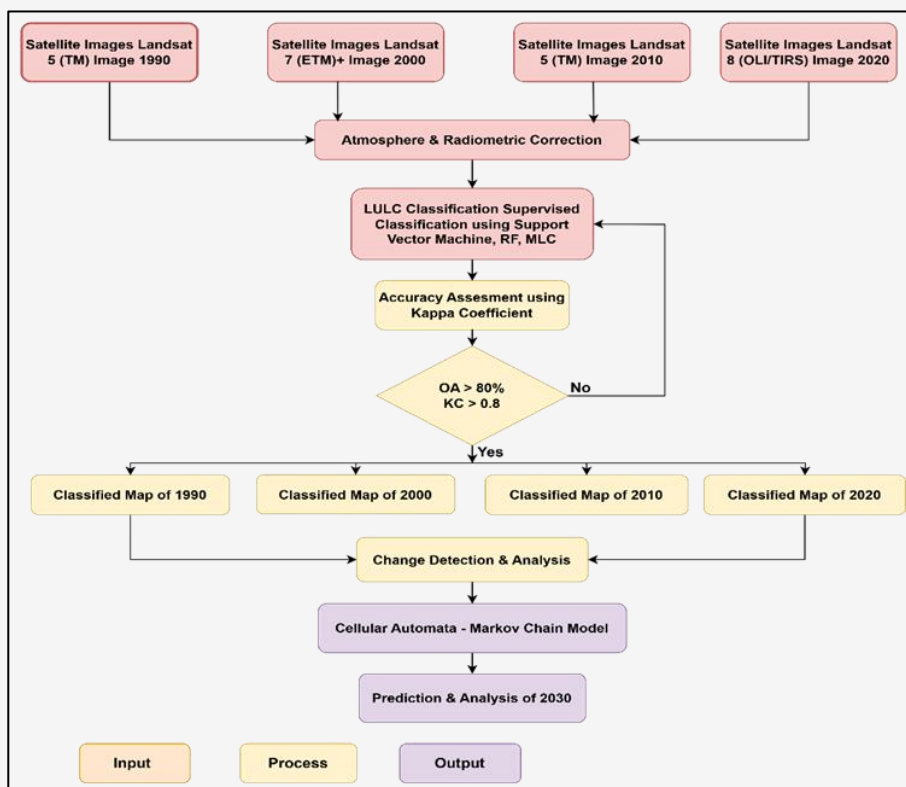 Satellite Images Landsat
5 (TM) Image 1990
Satellite Images Landsat
7 (ETM)+ Image 2000
Satellite Images Landsat
5 (TM) Image 2010
Satellite Images Landsat
8 (OLI/TIRS) Image 2020
Atmosphere & Radiometric Correction
LULC Classification Supervised
Classification using Support
Vector Machine, RF, MLC
Accuracy Assesment using
Kappa Coefficient
OA > 80%
KC > 0.8
No
Yes
Classified Map of 1990
Classified Map of 2000
Classified Map of 2010
Classified Map of 2020
Change Detection & Analysis
Cellular Automata - Markov Chain Model
Prediction & Analysis of 2030
Input
Process
Output